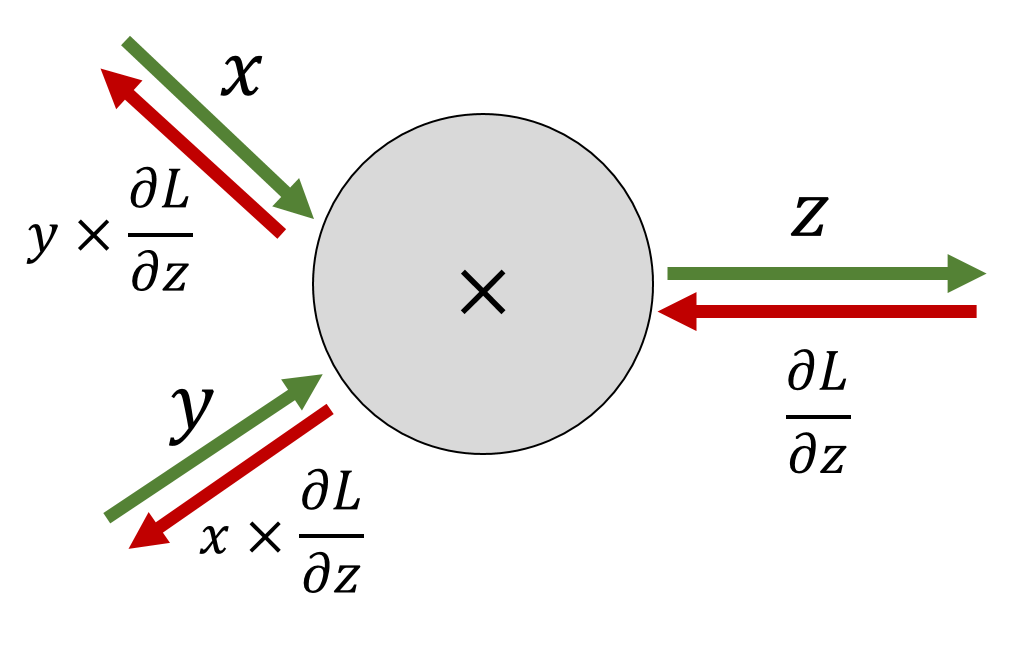 x
y × ∂L/∂z
×
z
∂L/∂z
y
x × ∂L/∂z